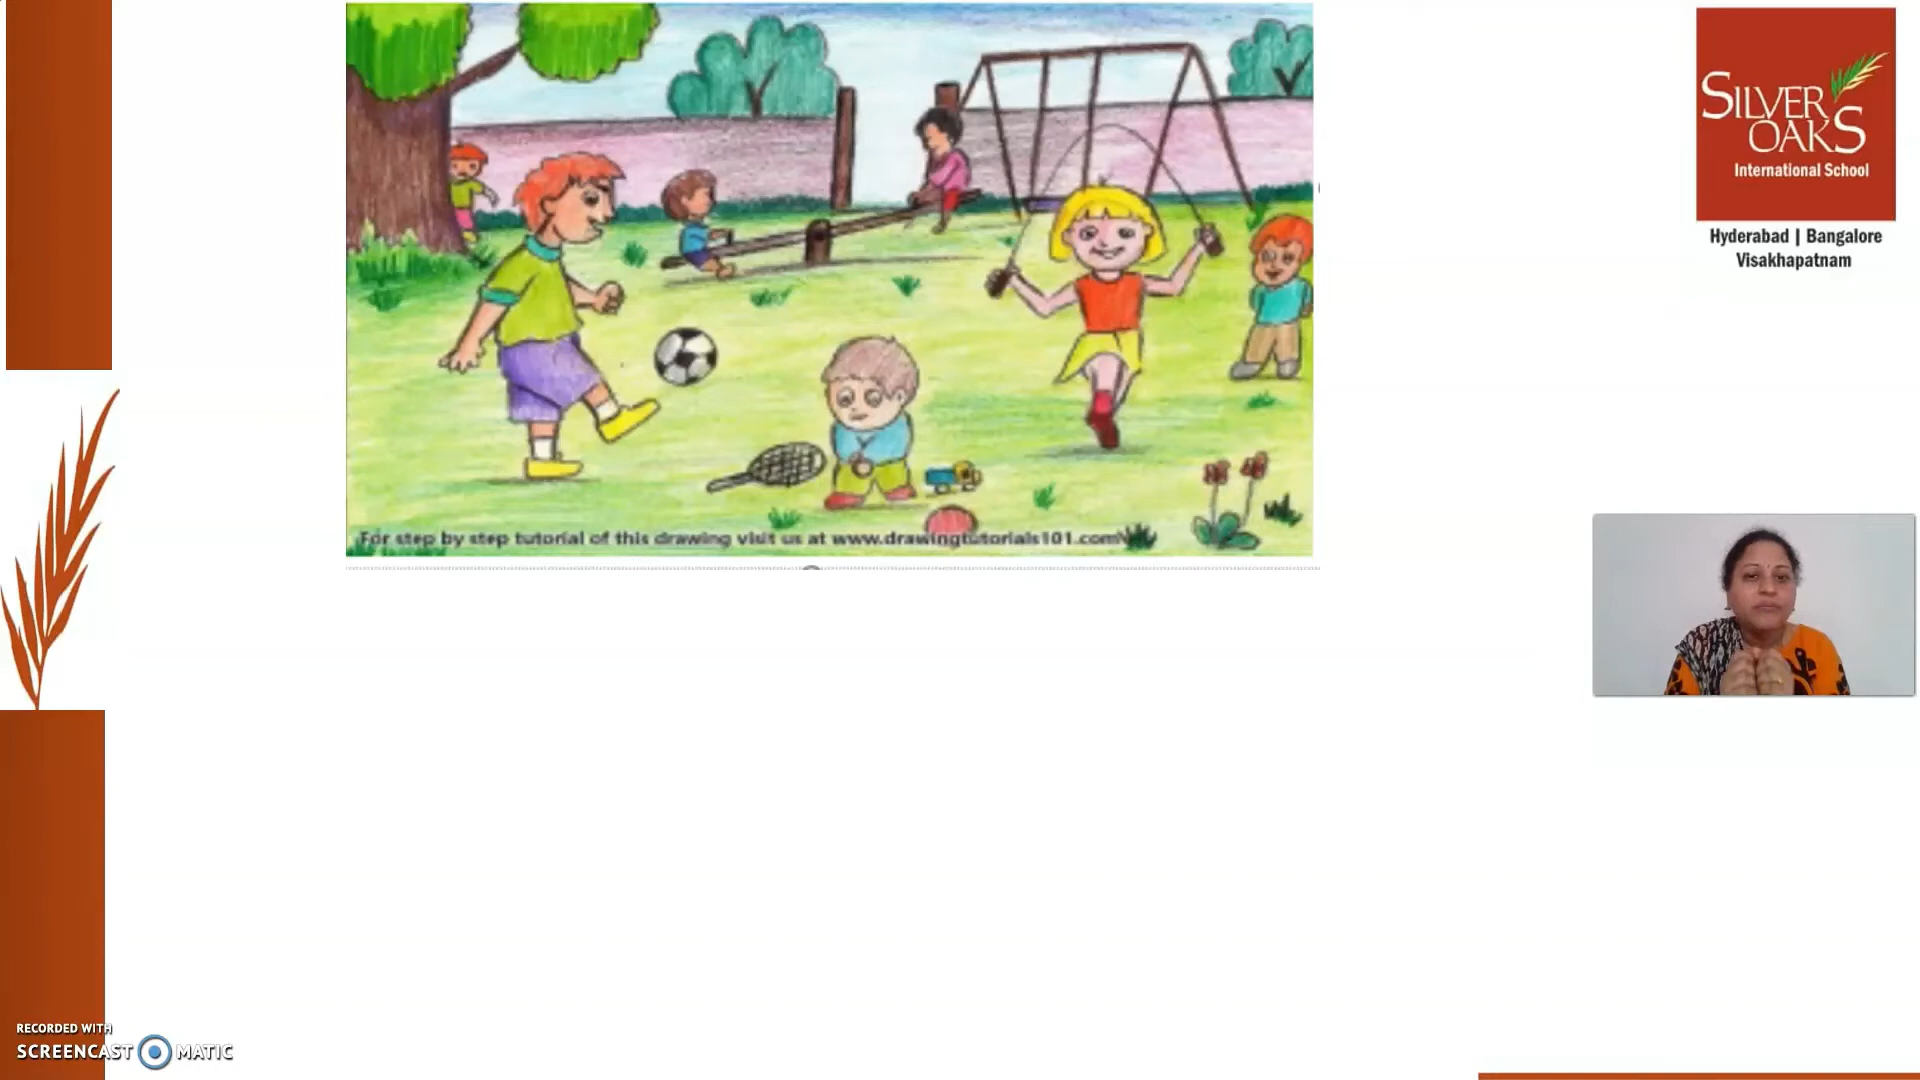 SILVER
OAKS
International School
Hyderabad | Bangalore
Visakhapatnam
For step by step tutorial of this drawing visit us at www.drawingtutorials101.com
RECORDED WITH
SCREENCAST MATIC